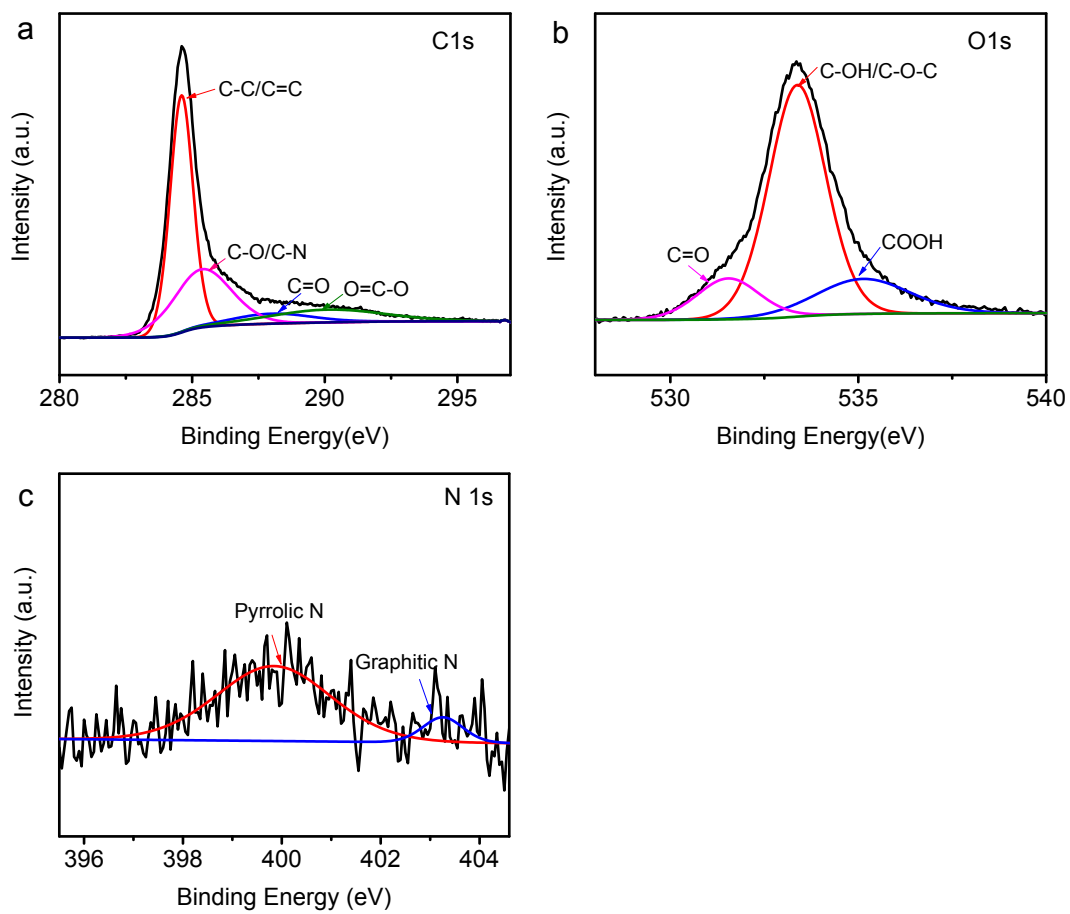 a
C1s
C-C/C=C
C-O/C-N
C=O
O=C-O
Intensity (a.u.)
280 285 290 295
Binding Energy(eV)
b
O1s
C-OH/C-O-C
C=O
COOH
Intensity (a.u.)
530 535 540
Binding Energy(eV)
c
N 1s
Pyrrolic N
Graphitic N
Intensity (a.u.)
396 398 400 402 404
Binding Energy (eV)